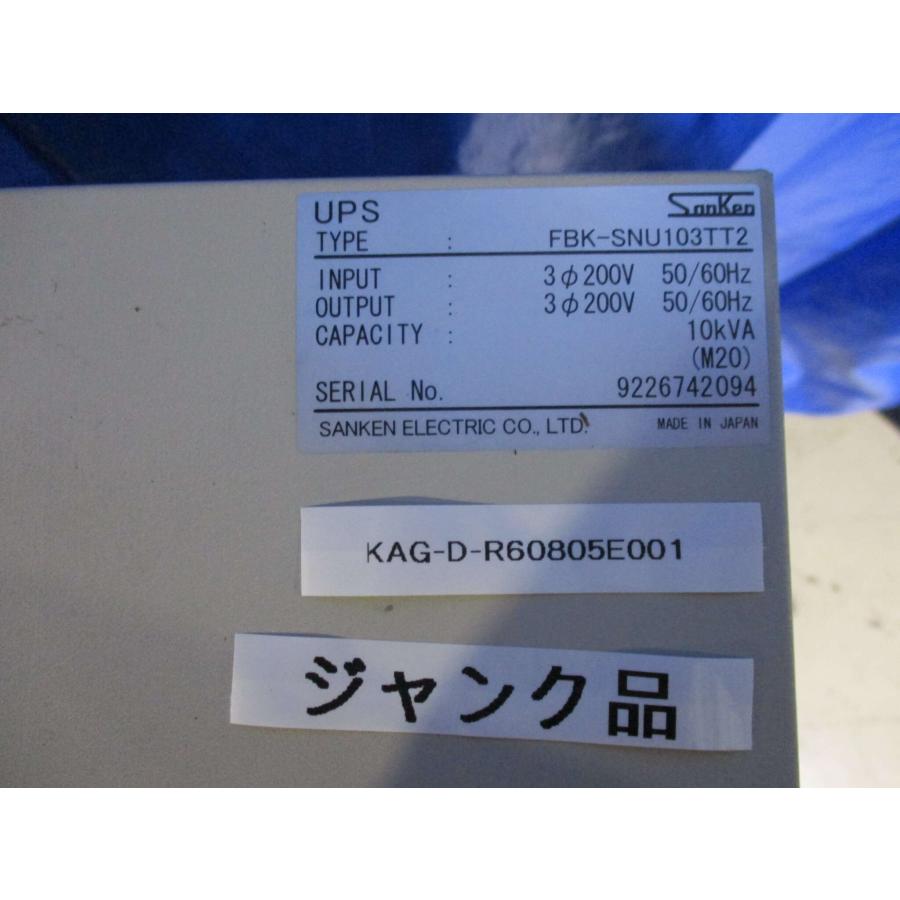 UPS SanKen
TYPE : FBK-SNU103TT2
INPUT : 3φ200V 50/60Hz
OUTPUT : 3φ200V 50/60Hz
CAPACITY : 10kVA
(M20)
SERIAL No. 9226742094
SANKEN ELECTRIC CO., LTD. MADE IN JAPAN
KAG-D-R60805E001
ジャンク品